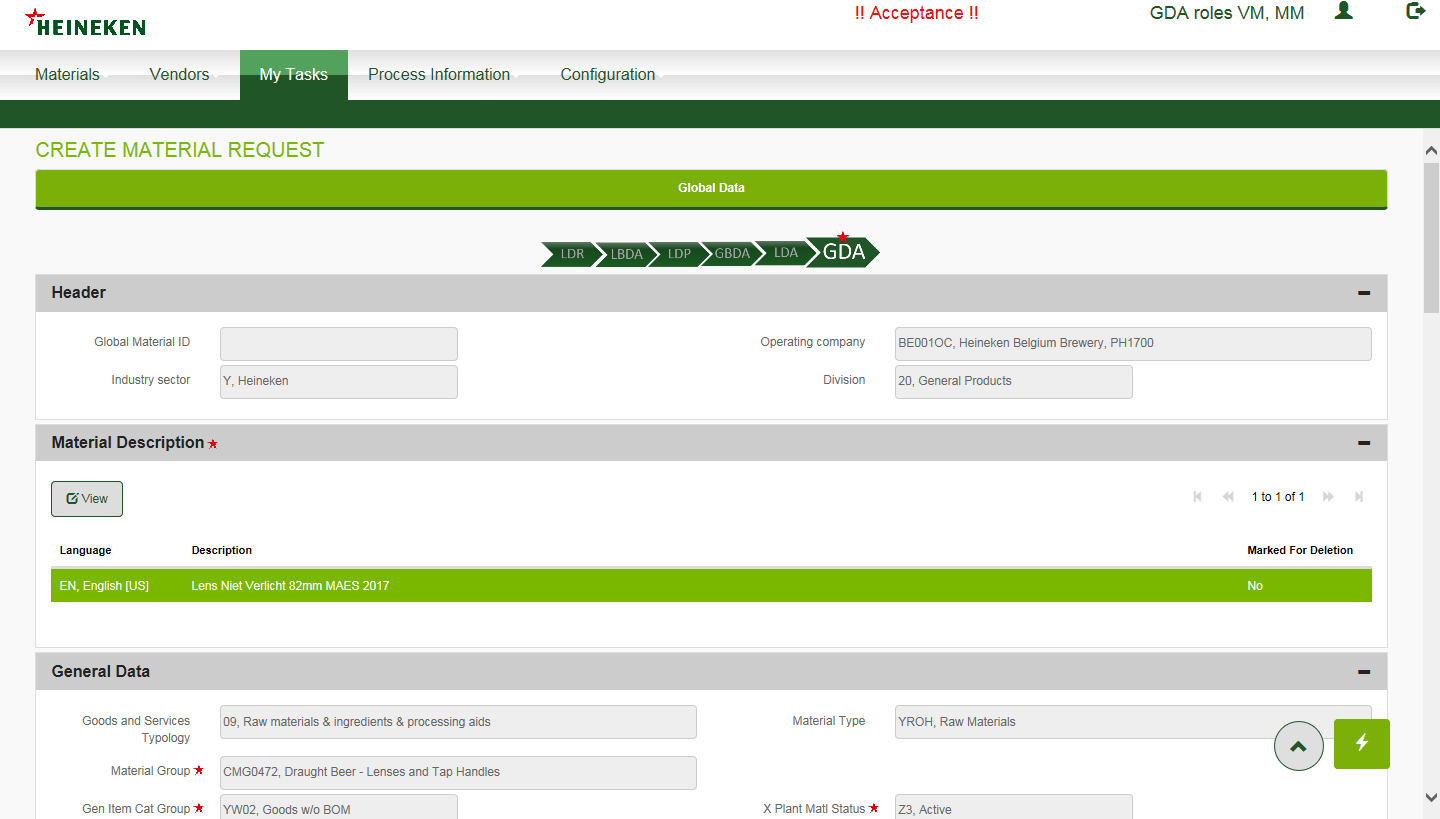 HEINEKEN
!! Acceptance !!
GDA roles VM, MM
Materials
Vendors
My Tasks
Process Information
Configuration
CREATE MATERIAL REQUEST
Global Data
LDR
LBDA
LDP
GBDA
LDA
GDA
Header
Global Material ID
Operating company
BE001OC, Heineken Belgium Brewery, PH1700
Industry sector
Y, Heineken
Division
20, General Products
Material Description
View
1 to 1 of 1
Language
Description
Marked For Deletion
EN, English [US]
Lens Niet Verlicht 82mm MAES 2017
No
General Data
Goods and Services
Typology
09, Raw materials & ingredients & processing aids
Material Type
YROH, Raw Materials
Material Group
CMG0472, Draught Beer - Lenses and Tap Handles
Gen Item Cat Group
YW02, Goods w/o BOM
X Plant Matl Status
Z3, Active